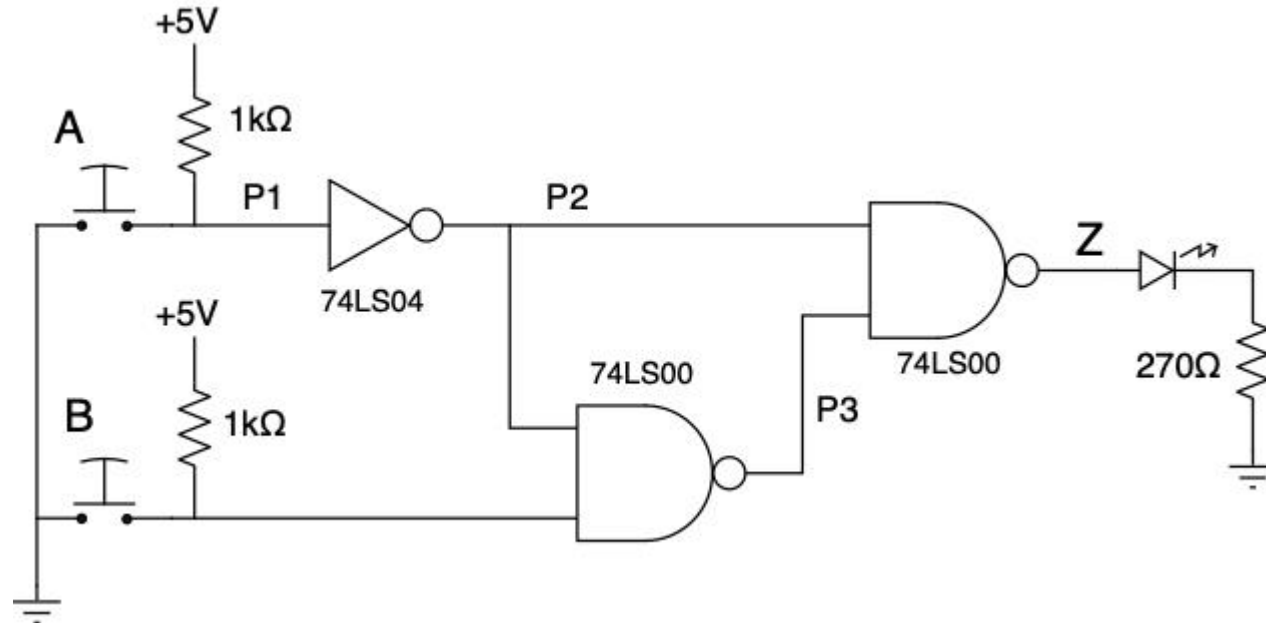 +5V
A
1kΩ
P1
P2
Z
74LS04
+5V
74LS00
74LS00
270Ω
B
1kΩ
P3